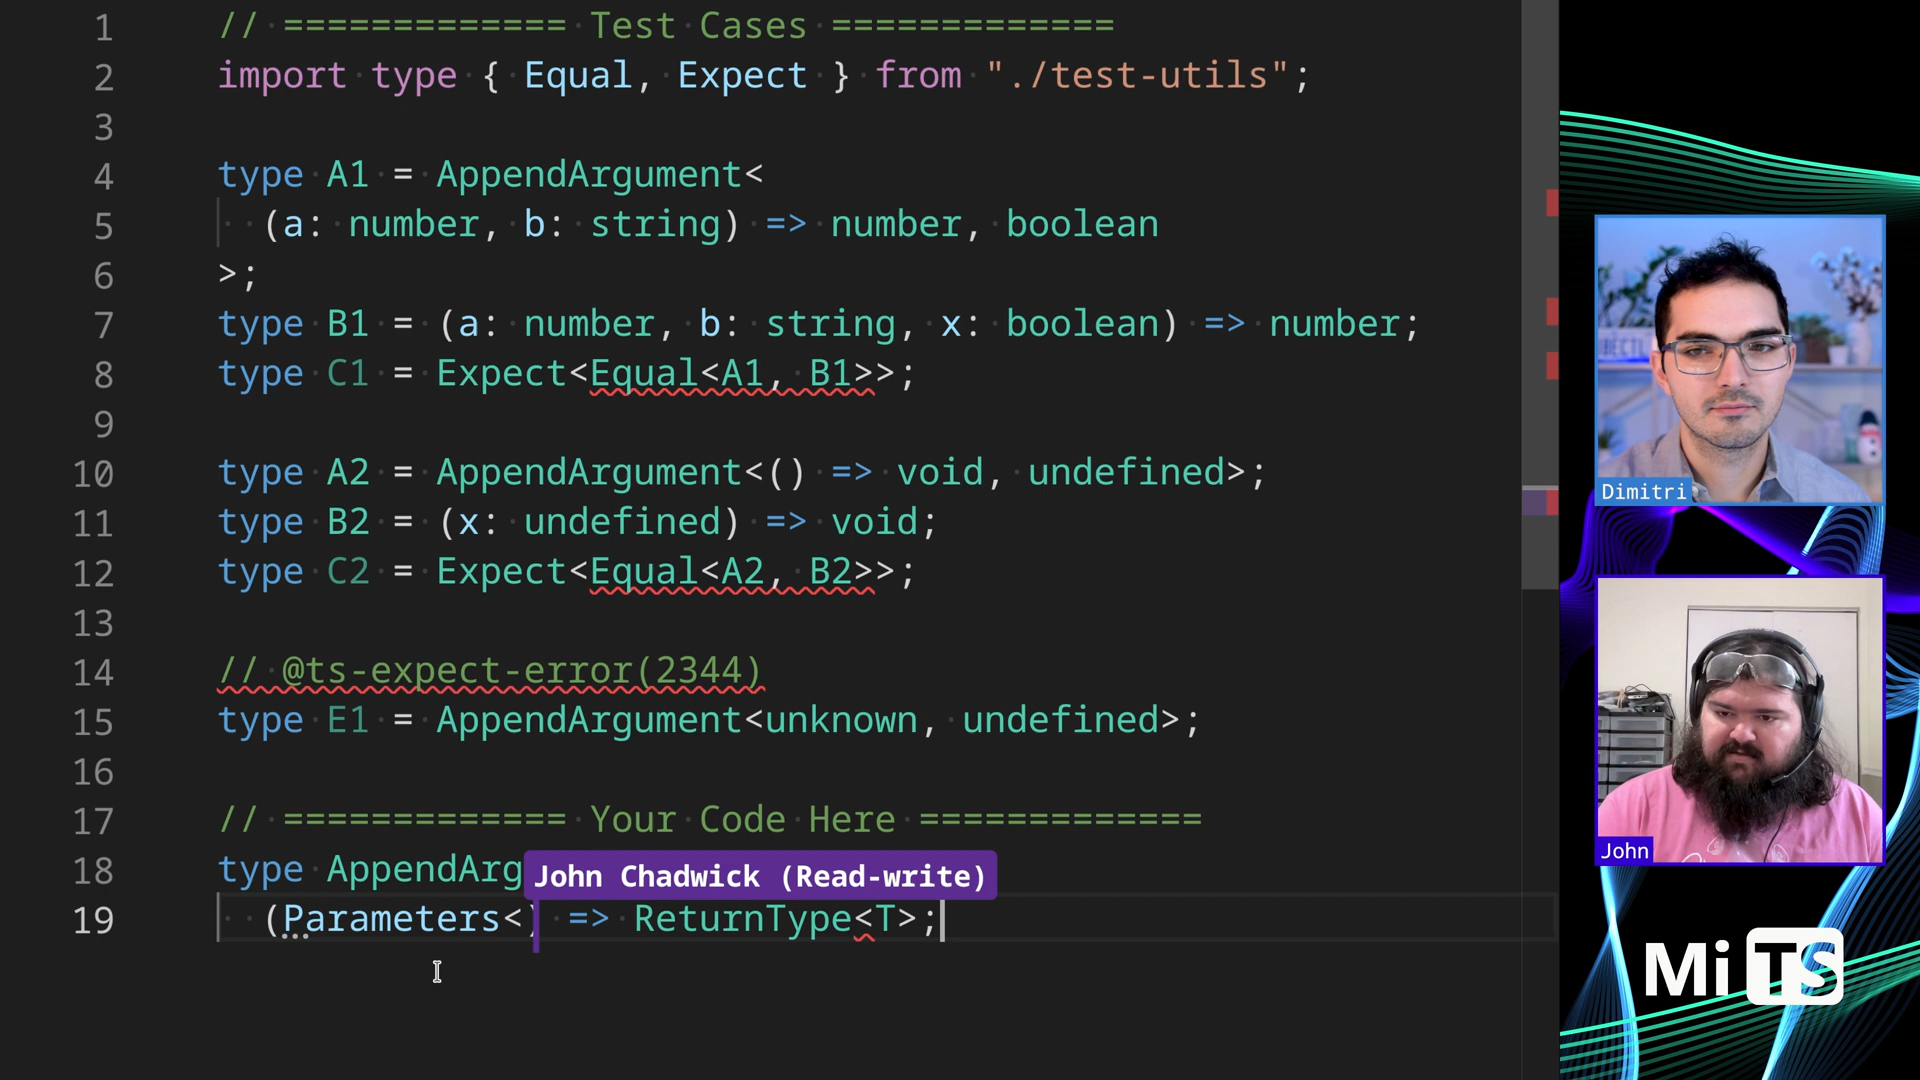 1 // ============= Test Cases =============
2 import type { Equal, Expect } from "./test-utils";
3
4 type A1 = AppendArgument<
5   (a: number, b: string) => number, boolean
6 >;
7 type B1 = (a: number, b: string, x: boolean) => number;
8 type C1 = Expect<Equal<A1, B1>>;
9
10 type A2 = AppendArgument<() => void, undefined>;
11 type B2 = (x: undefined) => void;
12 type C2 = Expect<Equal<A2, B2>>;
13
14 // @ts-expect-error(2344)
15 type E1 = AppendArgument<unknown, undefined>;
16
17 // ============= Your Code Here =============
18 type AppendArg
John Chadwick (Read-write)
19   (Parameters<) => ReturnType<T>;
BECTL
Dimitri
John
Mi TS